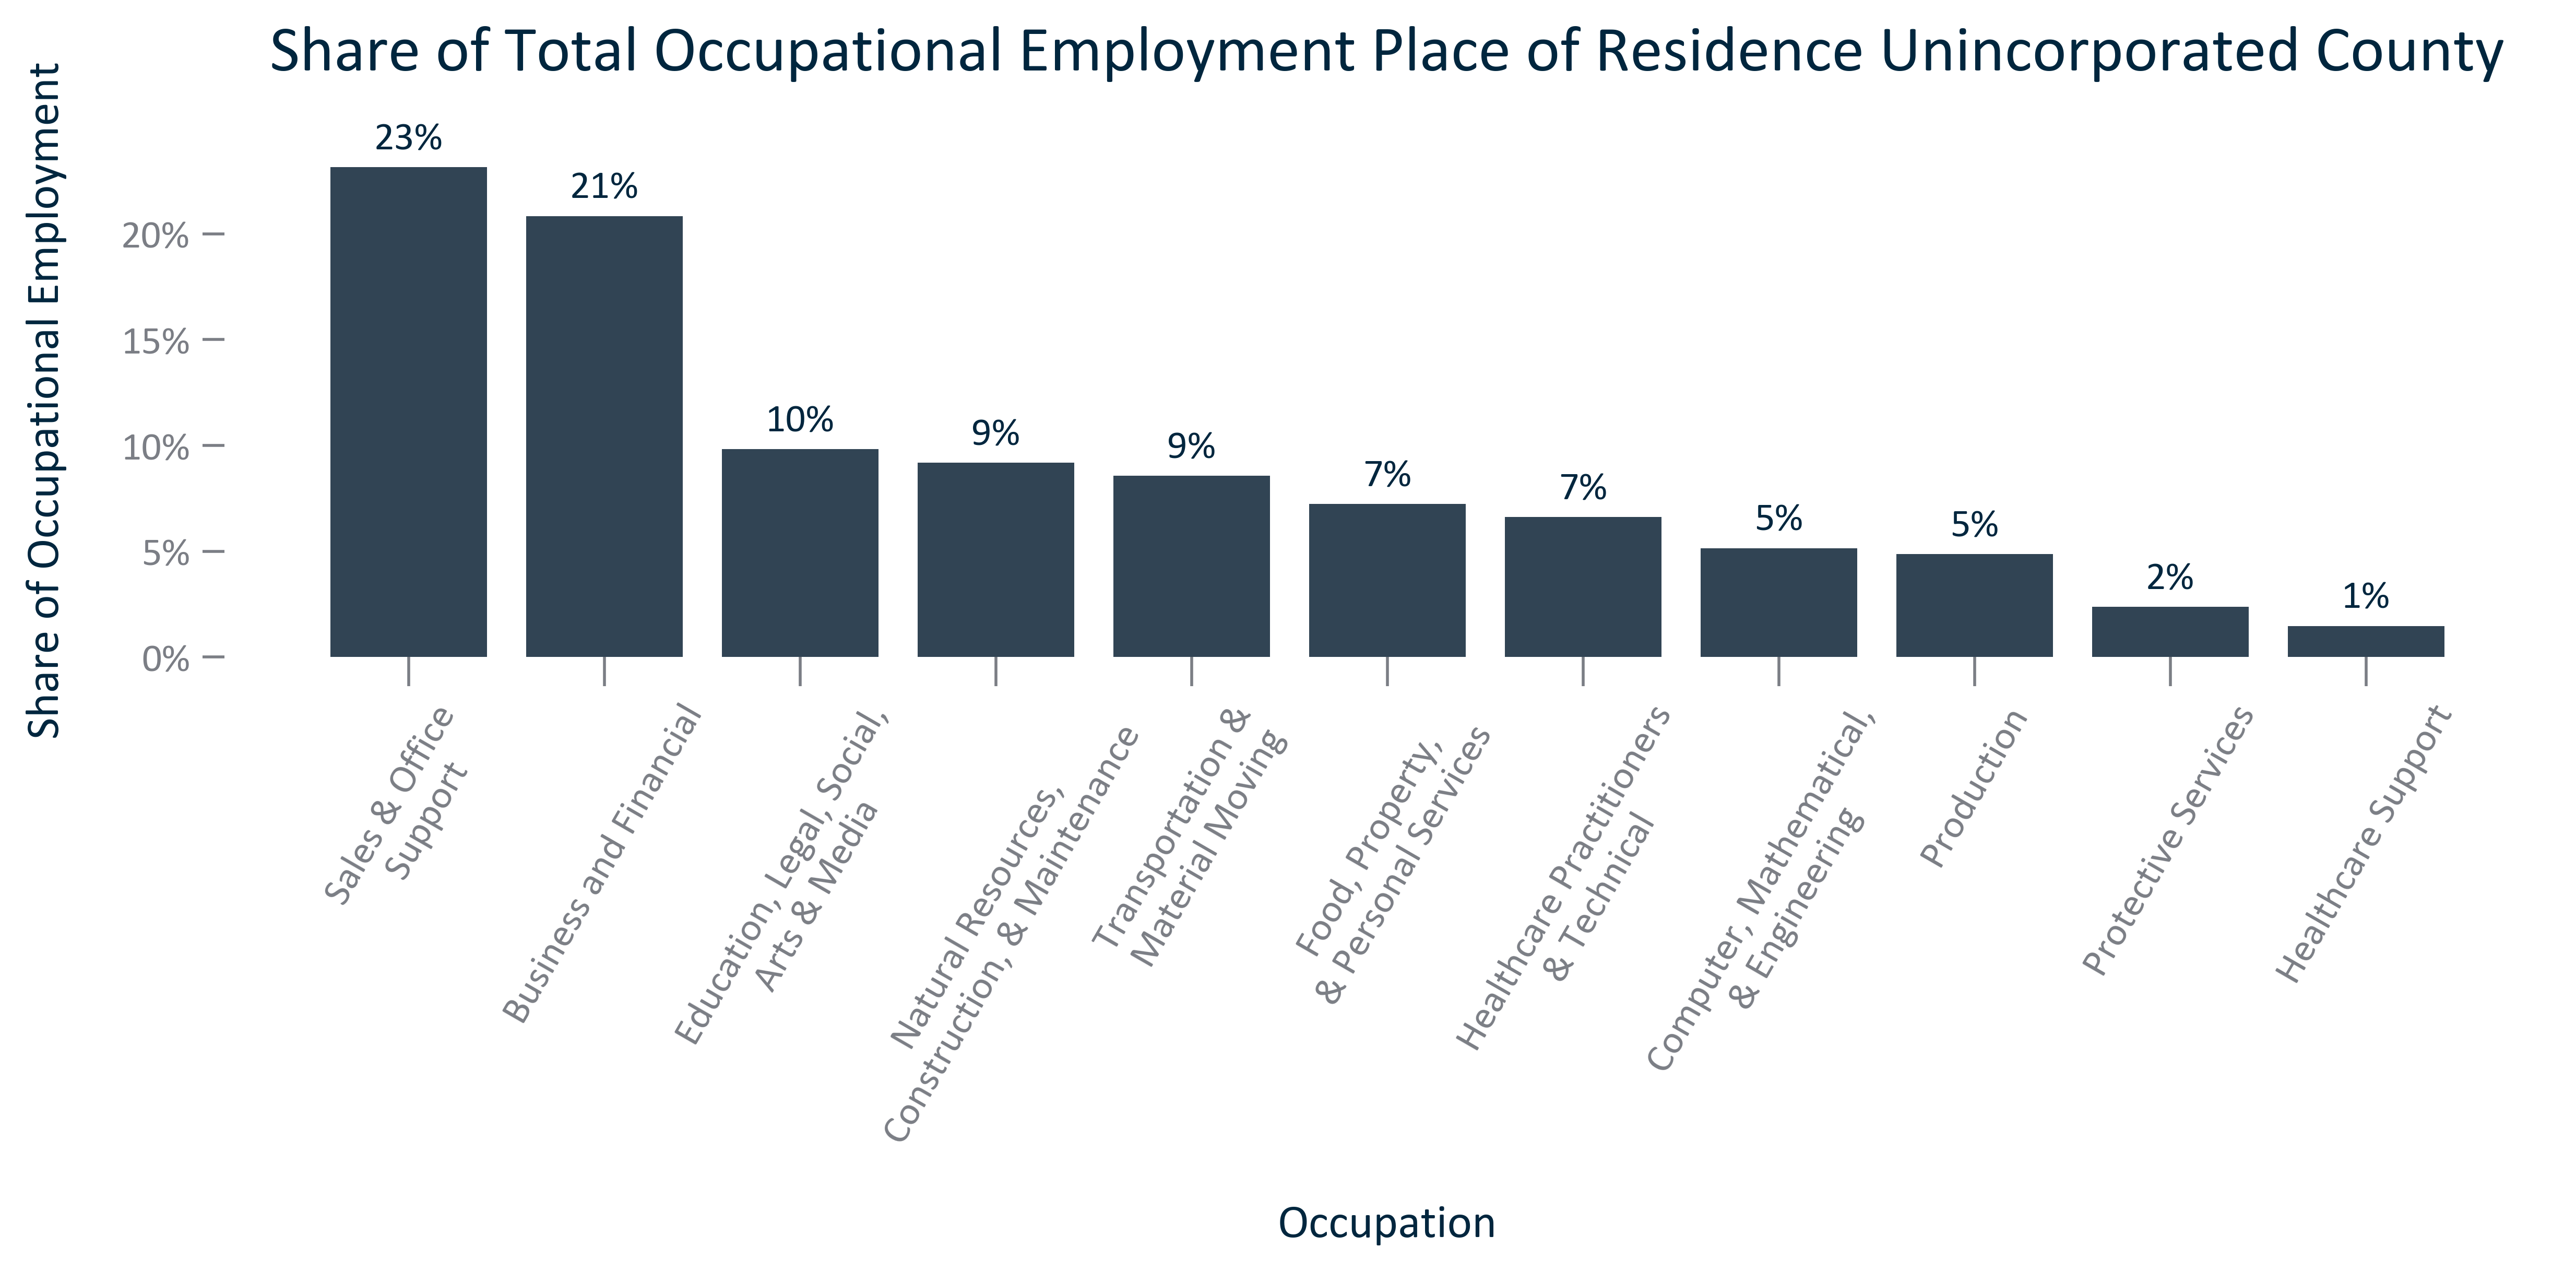 Share of Total Occupational Employment Place of Residence Unincorporated County
Share of Occupational Employment
20%
15%
10%
5%
0%
23%
21%
10%
9%
9%
7%
7%
5%
5%
2%
1%
Sales & Office
Support
Business and Financial
Education, Legal, Social,
Arts & Media
Natural Resources,
Construction, & Maintenance
Transportation &
Material Moving
Food, Property,
& Personal Services
Healthcare Practitioners
& Technical
Computer, Mathematical,
& Engineering
Production
Protective Services
Healthcare Support
Occupation